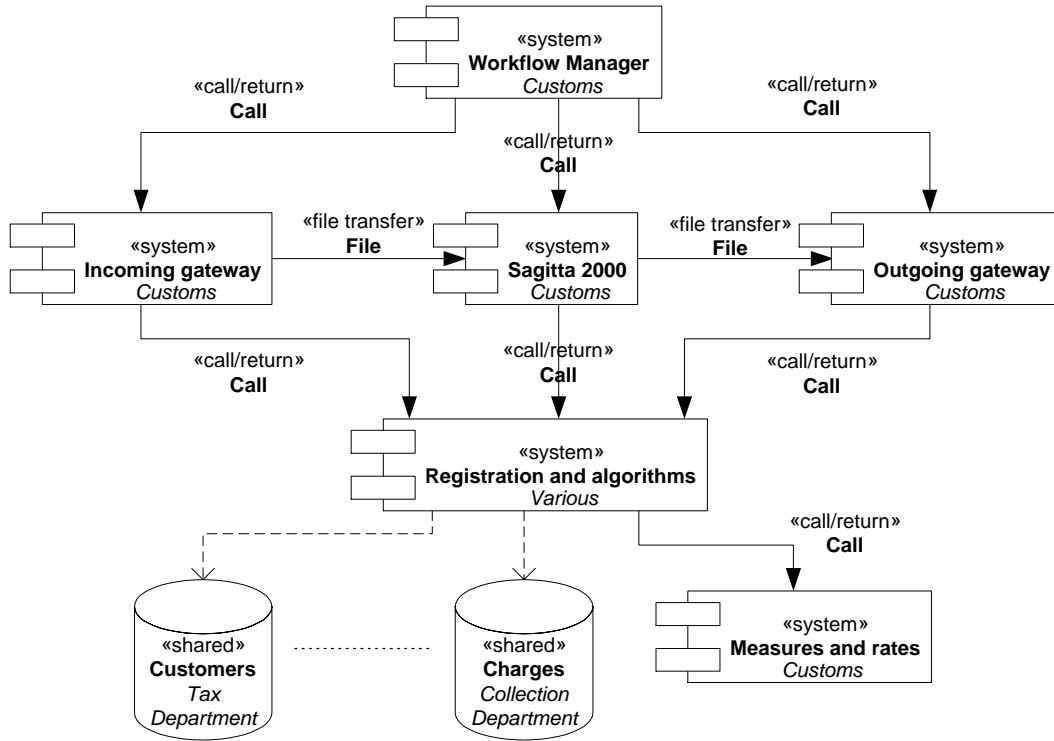 «system»
Workflow Manager
Customs
«call/return»
Call
«call/return»
Call
«call/return»
Call
«system»
Incoming gateway
Customs
«file transfer»
File
«system»
Sagitta 2000
Customs
«file transfer»
File
«system»
Outgoing gateway
Customs
«call/return»
Call
«call/return»
Call
«call/return»
Call
«system»
Registration and algorithms
Various
«call/return»
Call
«shared»
Customers
Tax
Department
«shared»
Charges
Collection
Department
«system»
Measures and rates
Customs